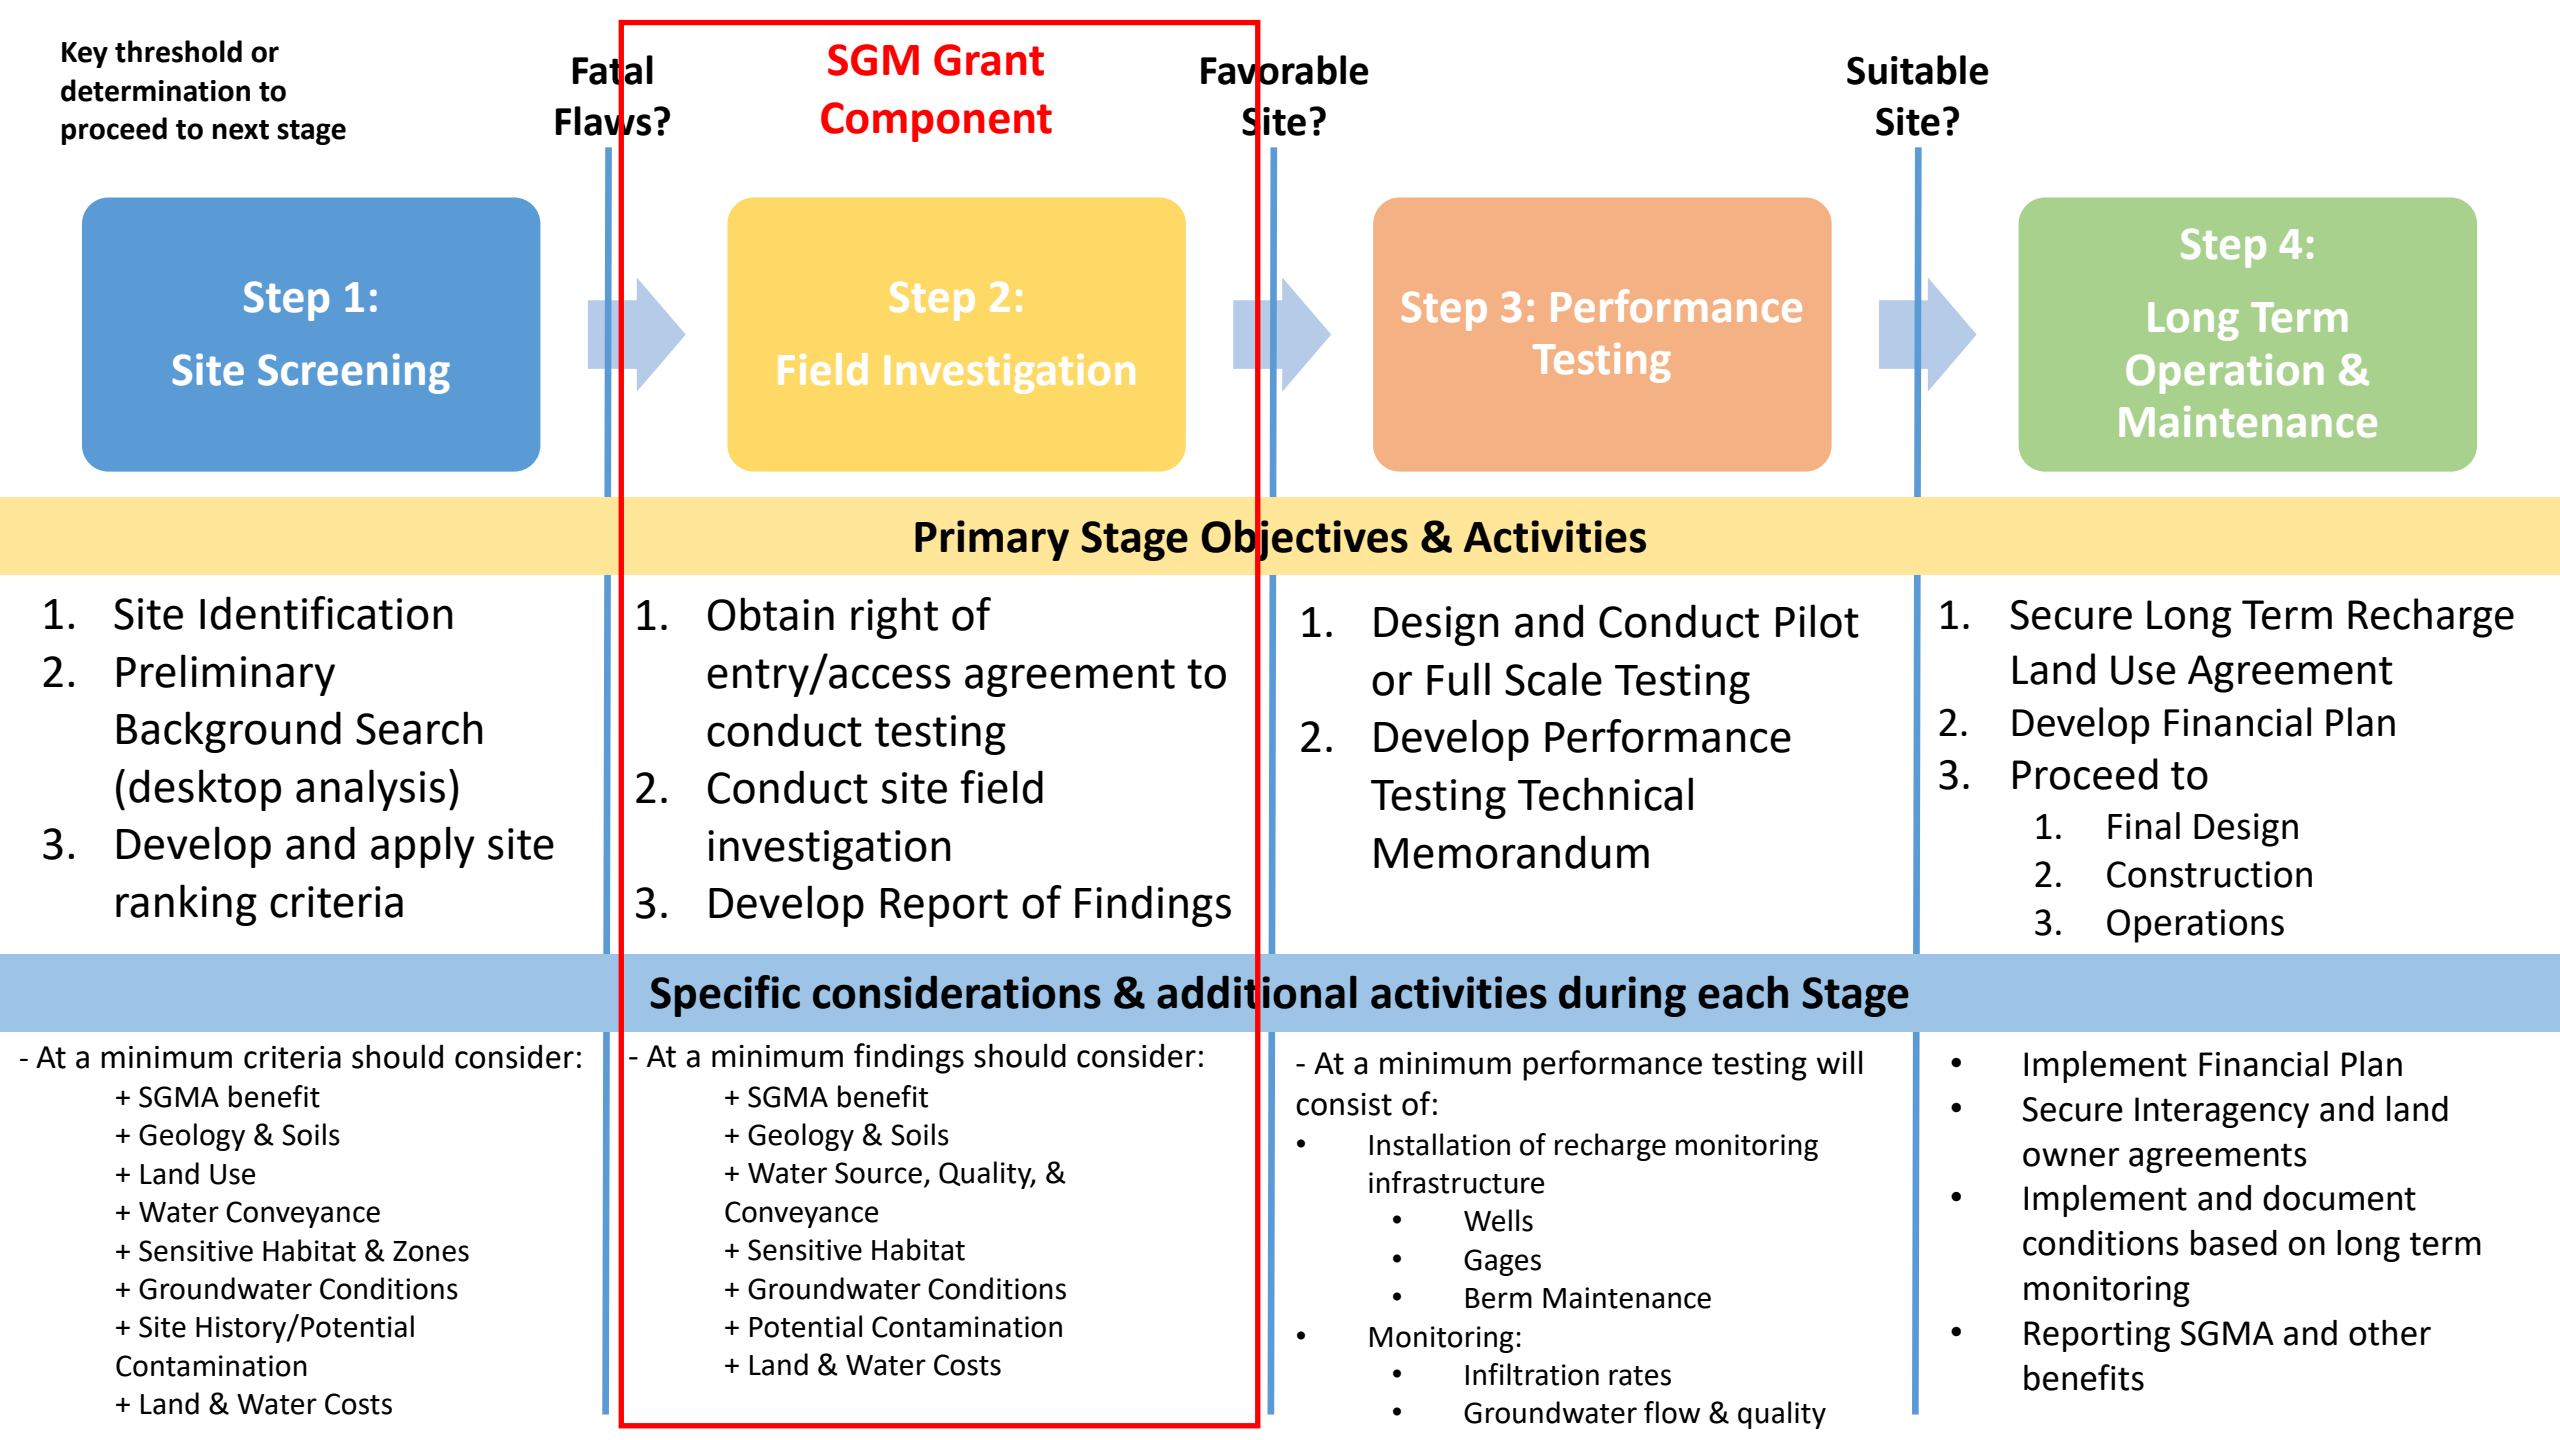 Key threshold or
determination to
proceed to next stage
Fatal
Flaws?
SGM Grant
Component
Favorable
Site?
Suitable
Site?
Step 1:
Site Screening
Step 2:
Field Investigation
Step 3: Performance
Testing
Step 4:
Long Term
Operation &
Maintenance
Primary Stage Objectives & Activities
1. Site Identification
2. Preliminary
Background Search
(desktop analysis)
3. Develop and apply site
ranking criteria
1. Obtain right of
entry/access agreement to
conduct testing
2. Conduct site field
investigation
3. Develop Report of Findings
1. Design and Conduct Pilot
or Full Scale Testing
2. Develop Performance
Testing Technical
Memorandum
1. Secure Long Term Recharge
Land Use Agreement
2. Develop Financial Plan
3. Proceed to
1. Final Design
2. Construction
3. Operations
Specific considerations & additional activities during each Stage
- At a minimum criteria should consider:
+ SGMA benefit
+ Geology & Soils
+ Land Use
+ Water Conveyance
+ Sensitive Habitat & Zones
+ Groundwater Conditions
+ Site History/Potential
Contamination
+ Land & Water Costs
- At a minimum findings should consider:
+ SGMA benefit
+ Geology & Soils
+ Water Source, Quality, &
Conveyance
+ Sensitive Habitat
+ Groundwater Conditions
+ Potential Contamination
+ Land & Water Costs
- At a minimum performance testing will
consist of:
• Installation of recharge monitoring
infrastructure
• Wells
• Gages
• Berm Maintenance
• Monitoring:
• Infiltration rates
• Groundwater flow & quality
• Implement Financial Plan
• Secure Interagency and land
owner agreements
• Implement and document
conditions based on long term
monitoring
• Reporting SGMA and other
benefits